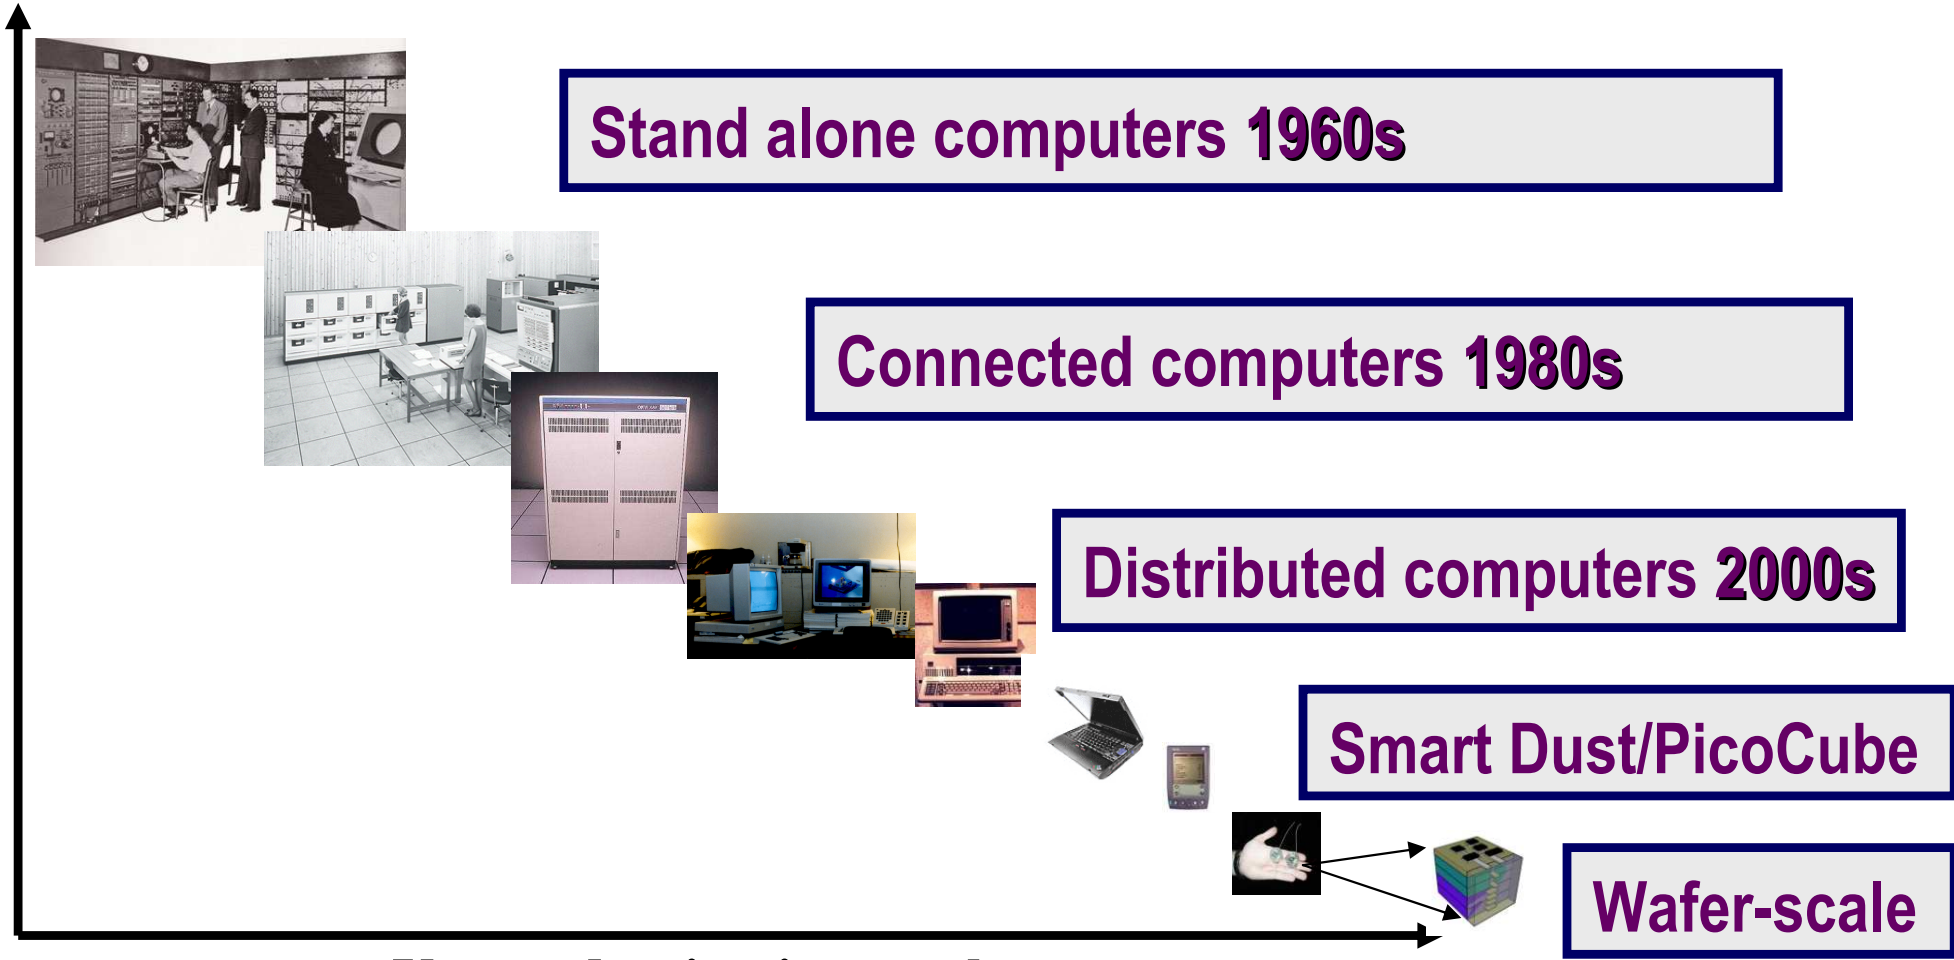 Stand alone computers 1960s
Connected computers 1980s
Distributed computers 2000s
Smart Dust/PicoCube
Wafer-scale